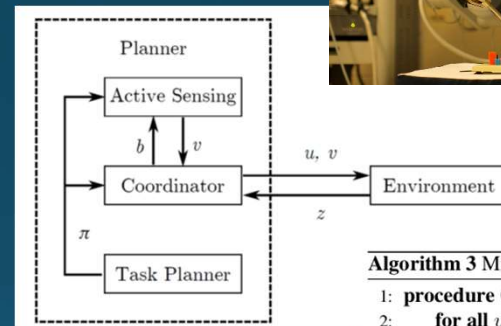 Planner
Active Sensing
b
v
u, v
Coordinator
Environment
z
π
Task Planner
Algorithm 3
1: procedure
2: for all